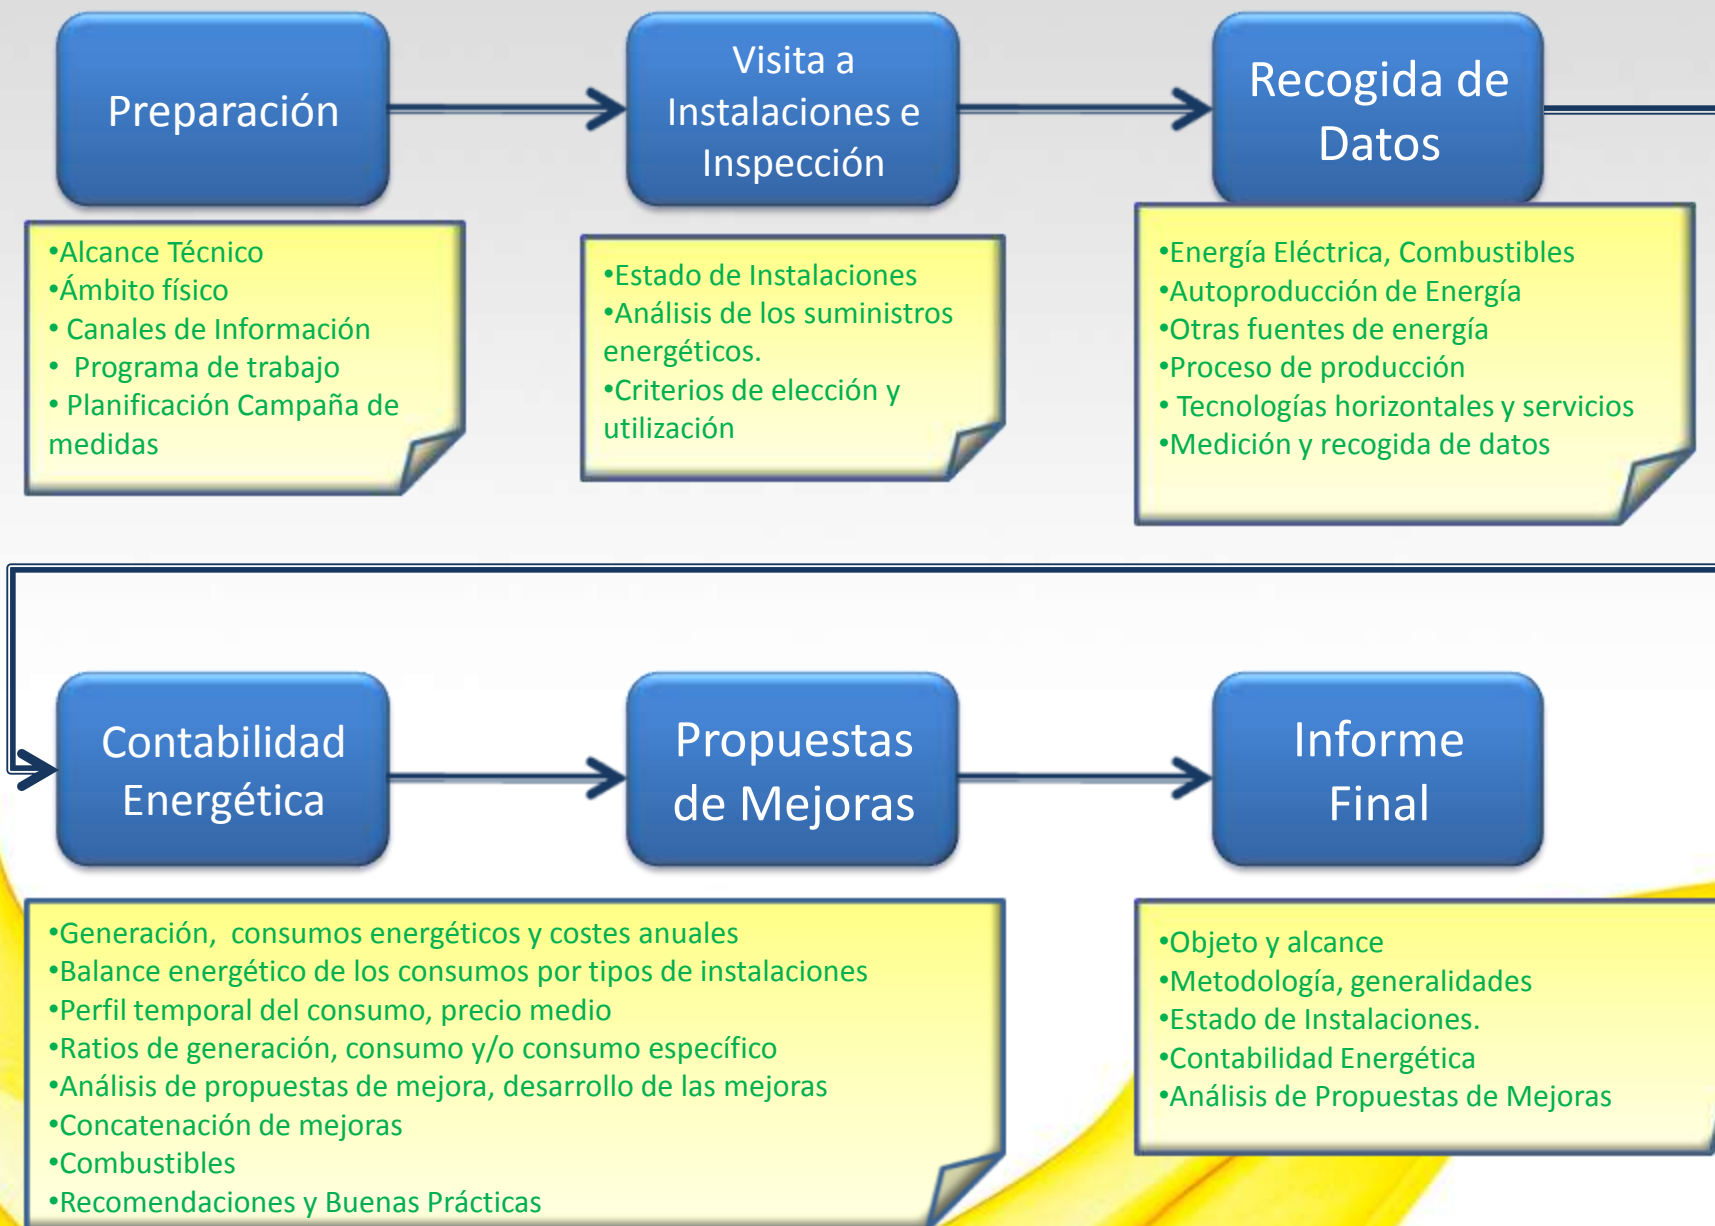 Preparación
Visita a
Instalaciones e
Inspección
Recogida de
Datos
•Alcance Técnico
•Ámbito físico
• Canales de Información
•  Programa de trabajo
• Planificación Campaña de
medidas
•Estado de Instalaciones
•Análisis de los suministros
energéticos.
•Criterios de elección y
utilización
•Energía Eléctrica, Combustibles
•Autoproducción de Energía
•Otras fuentes de energía
•Proceso de producción
• Tecnologías horizontales y servicios
•Medición y recogida de datos
Contabilidad
Energética
Propuestas
de Mejoras
Informe
Final
•Generación,  consumos energéticos y costes anuales
•Balance energético de los consumos por tipos de instalaciones
•Perfil temporal del consumo, precio medio
•Ratios de generación, consumo y/o consumo específico
•Análisis de propuestas de mejora, desarrollo de las mejoras
•Concatenación de mejoras
•Combustibles
•Recomendaciones y Buenas Prácticas
•Objeto y alcance
•Metodología, generalidades
•Estado de Instalaciones.
•Contabilidad Energética
•Análisis de Propuestas de Mejoras